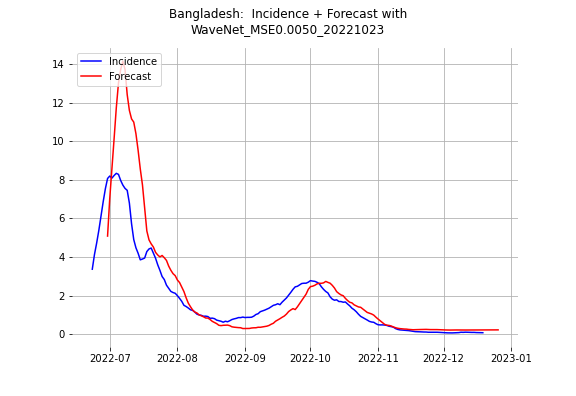 Bangladesh:  Incidence + Forecast with
WaveNet_MSE0.0050_20221023
Incidence
Forecast
14
12
10
8
6
4
2
0
2022-07 2022-08 2022-09 2022-10 2022-11 2022-12 2023-01